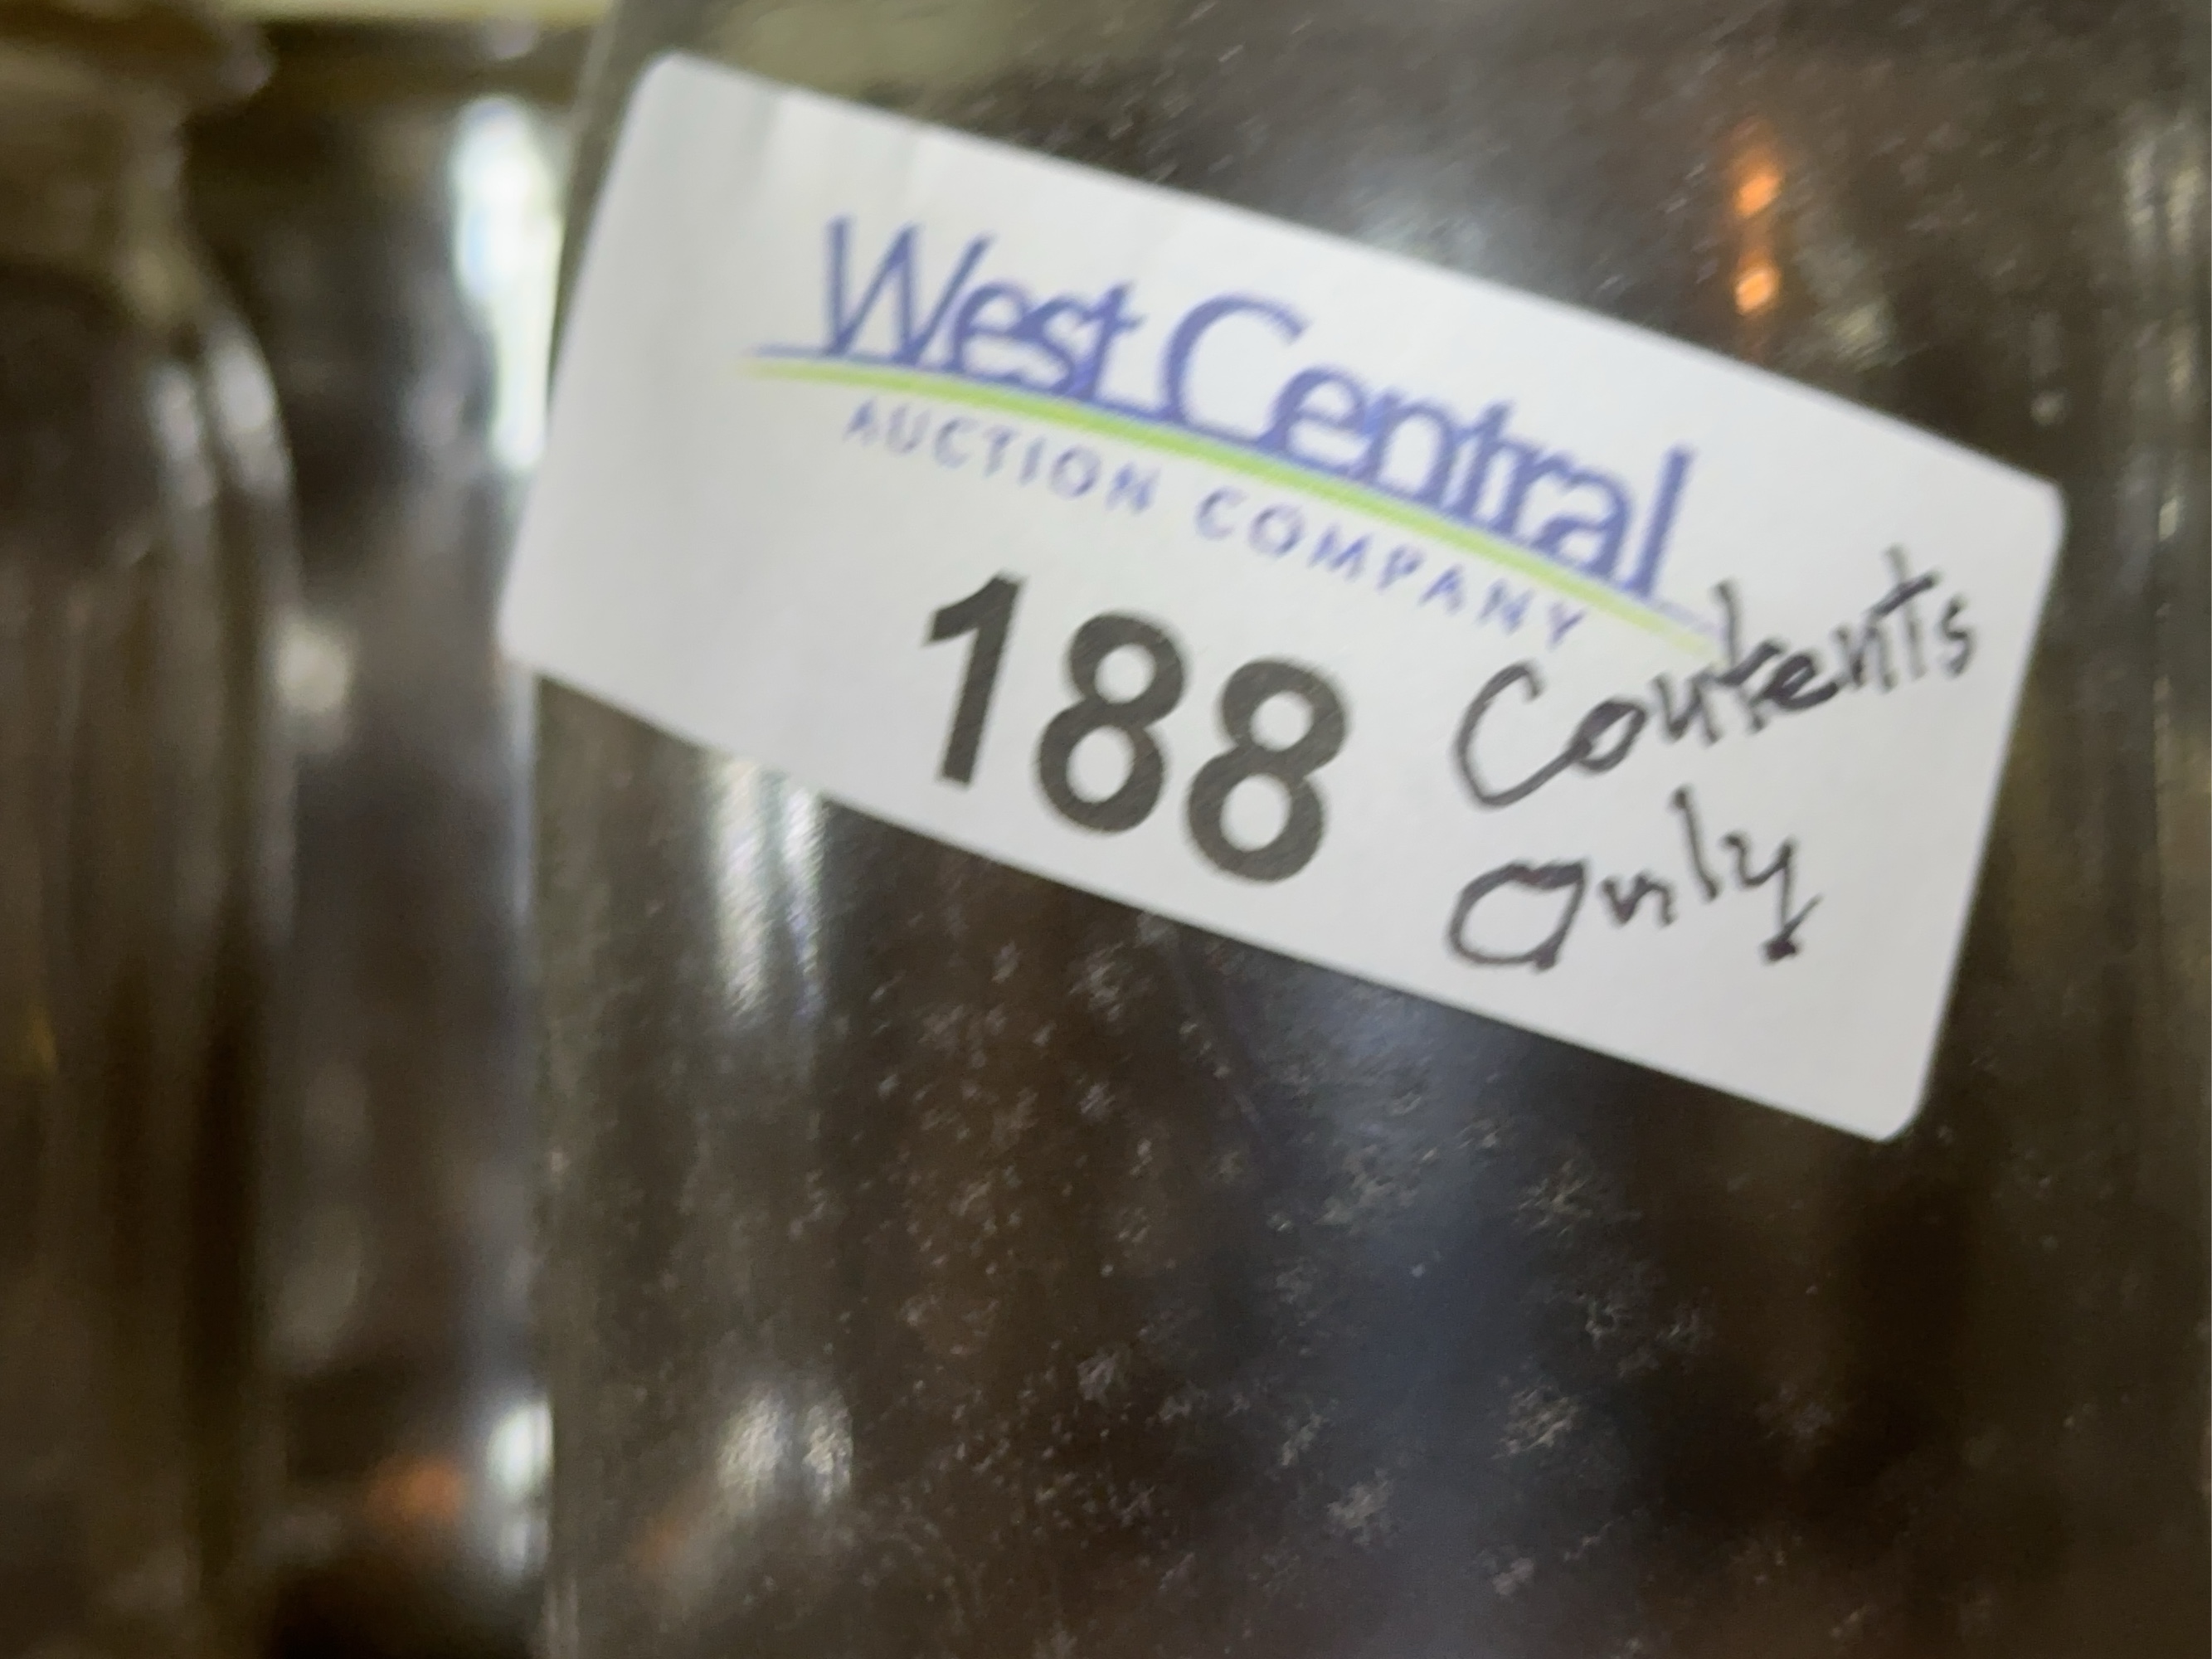 West Central
AUCTION COMPANY
188 Contents
Only